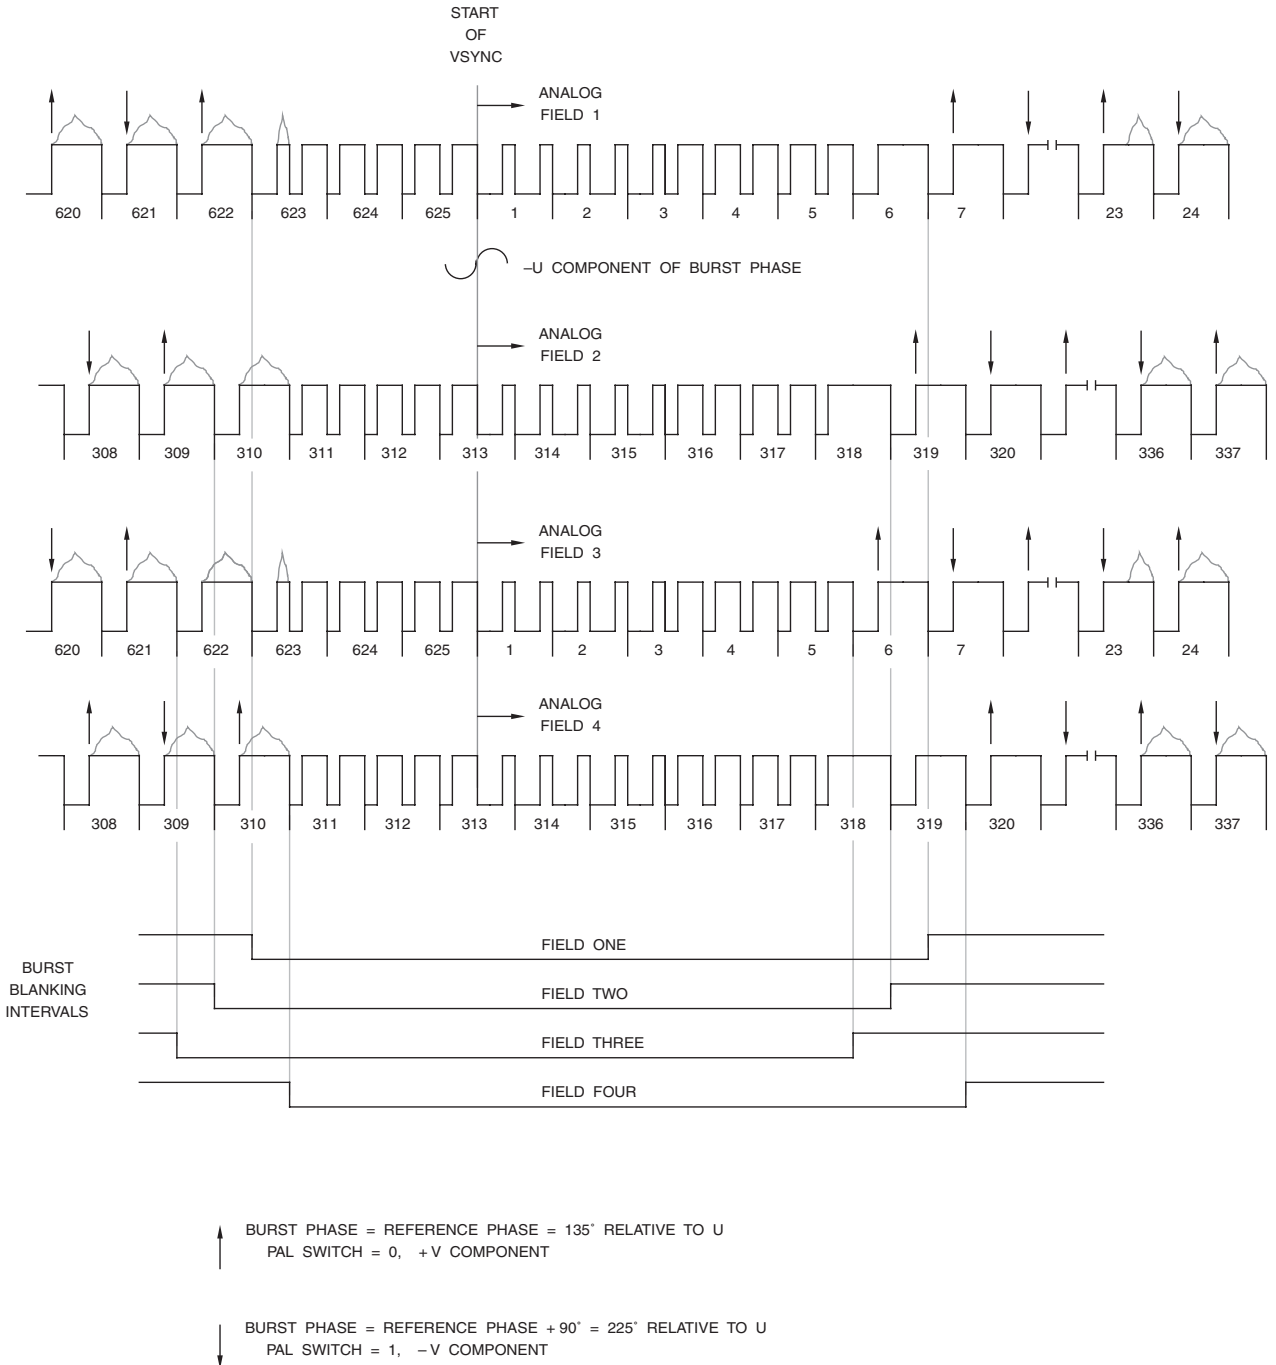 START
OF
VSYNC
ANALOG
FIELD 1
620 621 622 623 624 625 1 2 3 4 5 6 7 23 24
–U COMPONENT OF BURST PHASE
ANALOG
FIELD 2
308 309 310 311 312 313 314 315 316 317 318 319 320 336 337
ANALOG
FIELD 3
620 621 622 623 624 625 1 2 3 4 5 6 7 23 24
ANALOG
FIELD 4
308 309 310 311 312 313 314 315 316 317 318 319 320 336 337
BURST
BLANKING
INTERVALS
FIELD ONE
FIELD TWO
FIELD THREE
FIELD FOUR
BURST PHASE = REFERENCE PHASE = 135° RELATIVE TO U
PAL SWITCH = 0, +V COMPONENT
BURST PHASE = REFERENCE PHASE +90° = 225° RELATIVE TO U
PAL SWITCH = 1, –V COMPONENT